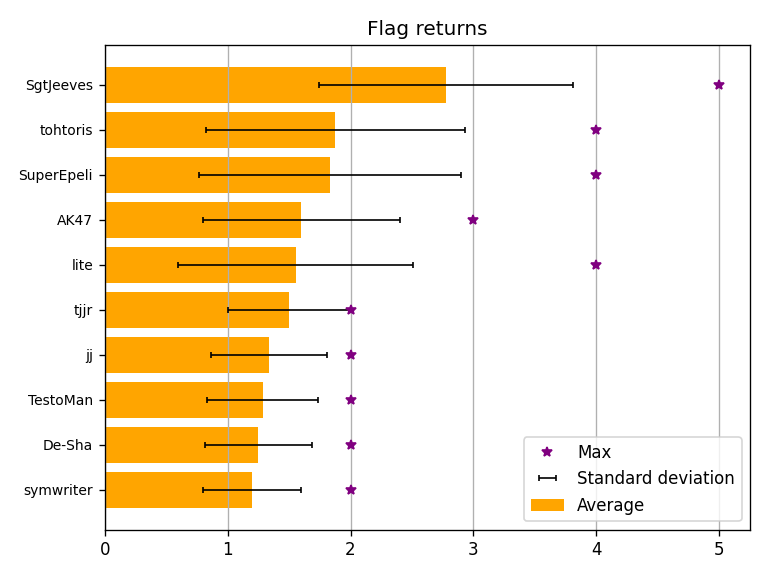 Flag returns
SgtJeeves
tohtoris
SuperEpeli
AK47
lite
tjjr
jj
TestoMan
De-Sha
symwriter
0 1 2 3 4 5
Max
Standard deviation
Average